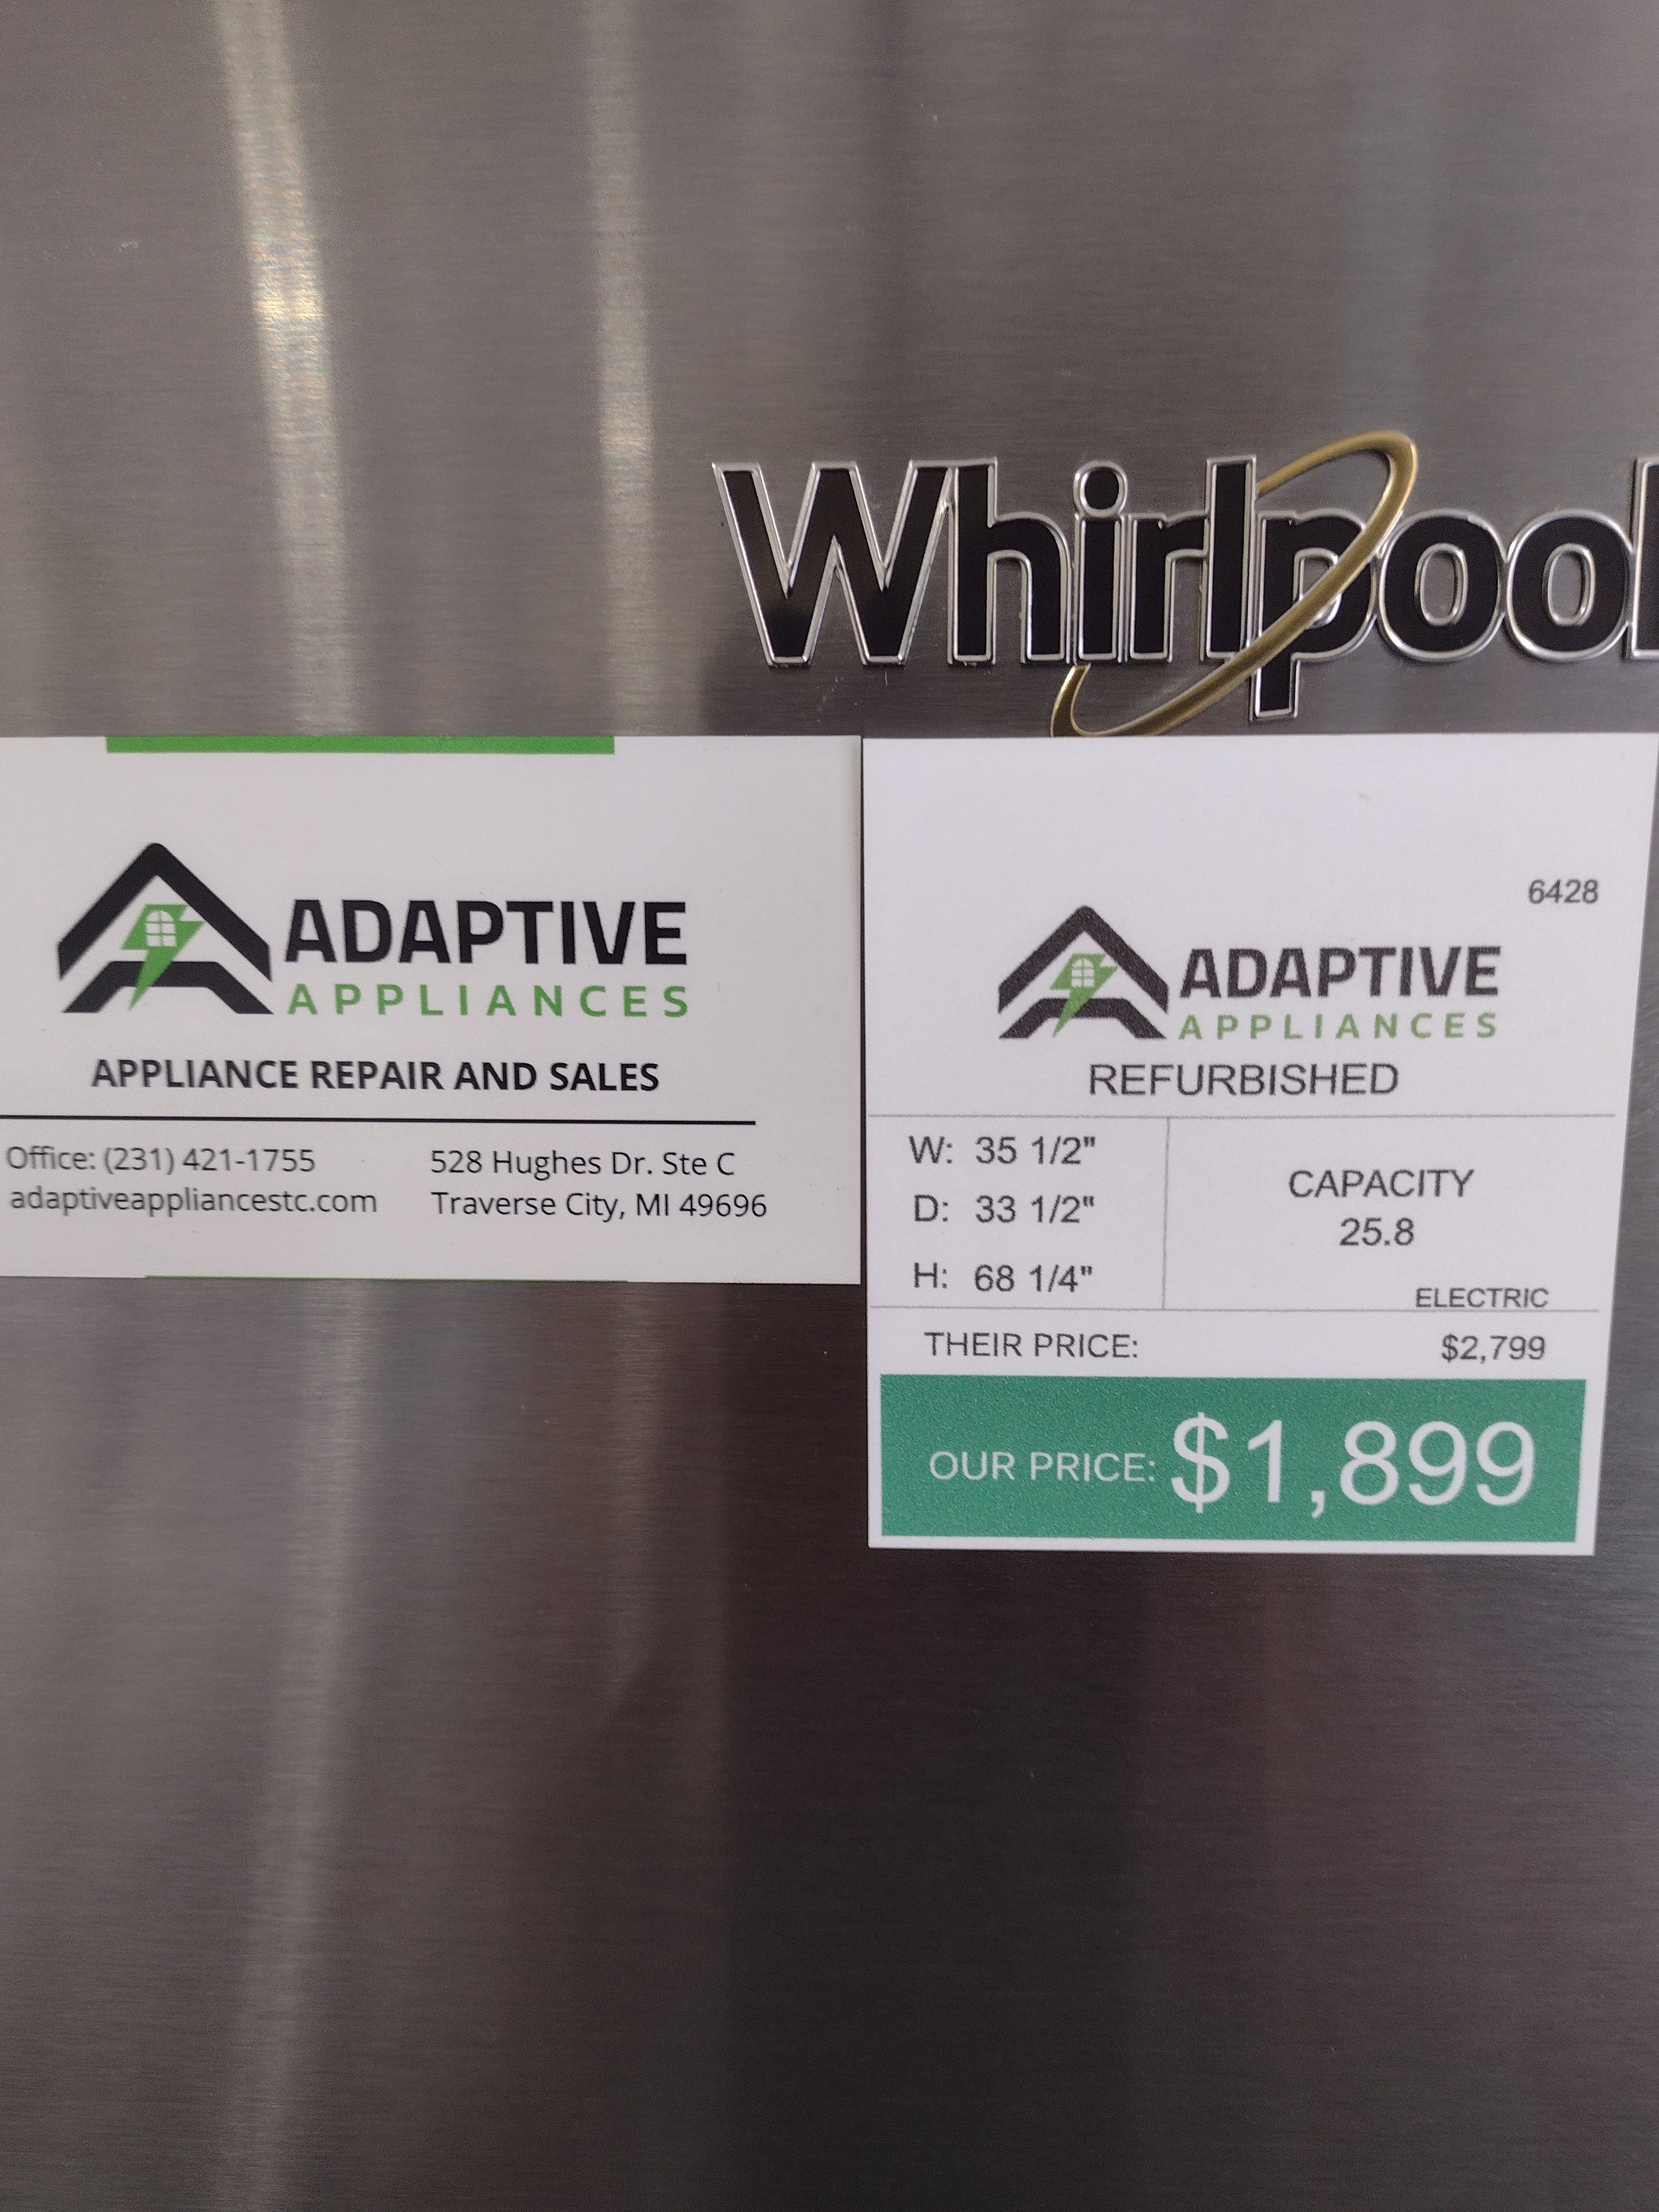 Whirlpool
ADAPTIVE
APPLIANCES
APPLIANCE REPAIR AND SALES
Office: (231) 421-1755
adaptiveappliancestc.com
528 Hughes Dr. Ste C
Traverse City, MI 49696
6428
ADAPTIVE
APPLIANCES
REFURBISHED
W: 35 1/2"
D: 33 1/2"
H: 68 1/4"
CAPACITY
25.8
ELECTRIC
THEIR PRICE: $2,799
OUR PRICE: $1,899